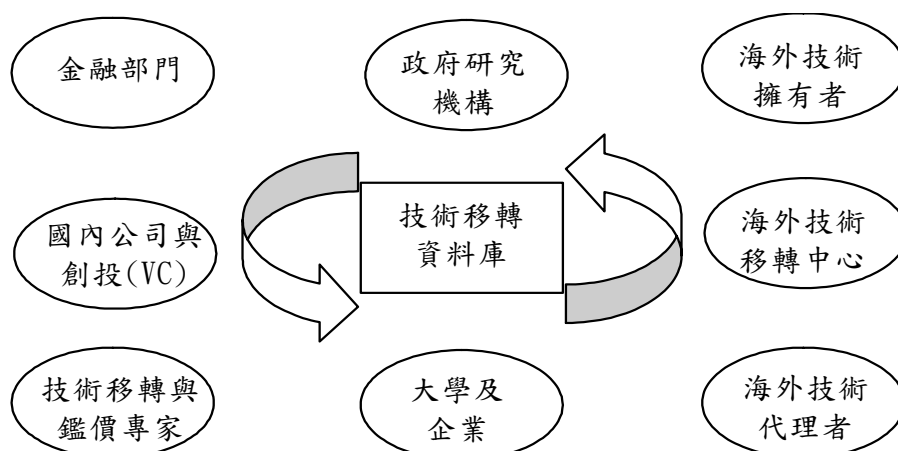 金融部門
政府研究
機構
海外技術
擁有者
國內公司與
創投(VC)
技術移轉
資料庫
海外技術
移轉中心
技術移轉與
鑑價專家
大學及
企業
海外技術
代理者